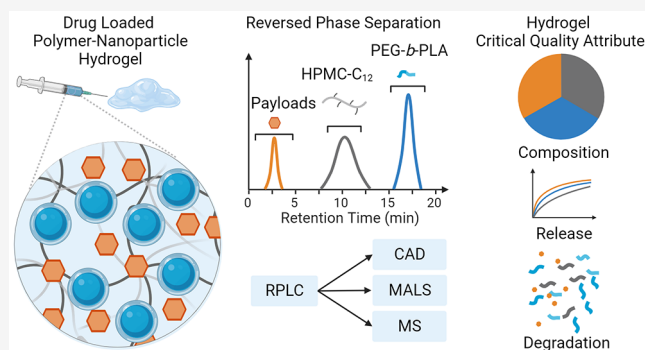 Drug Loaded
Polymer-Nanoparticle
Hydrogel
Reversed Phase Separation
PEG-b-PLA
HPMC-C₁₂
Payloads
0 5 10 15 20
Retention Time (min)
RPLC
CAD
MALS
MS
Hydrogel
Critical Quality Attribute
Composition
Release
Degradation